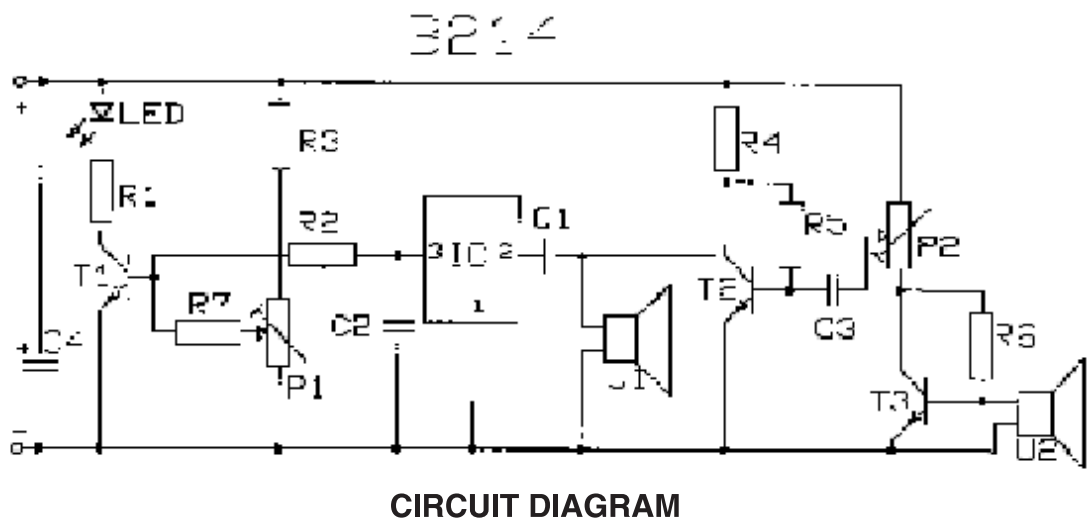 3214
+
LED
R3
R4
R1
R2
C1
R5
P2
3 IC 2
T1
T2
R7
C2
1
C3
+
C4
P1
U1
R6
T3
−
U2
CIRCUIT DIAGRAM